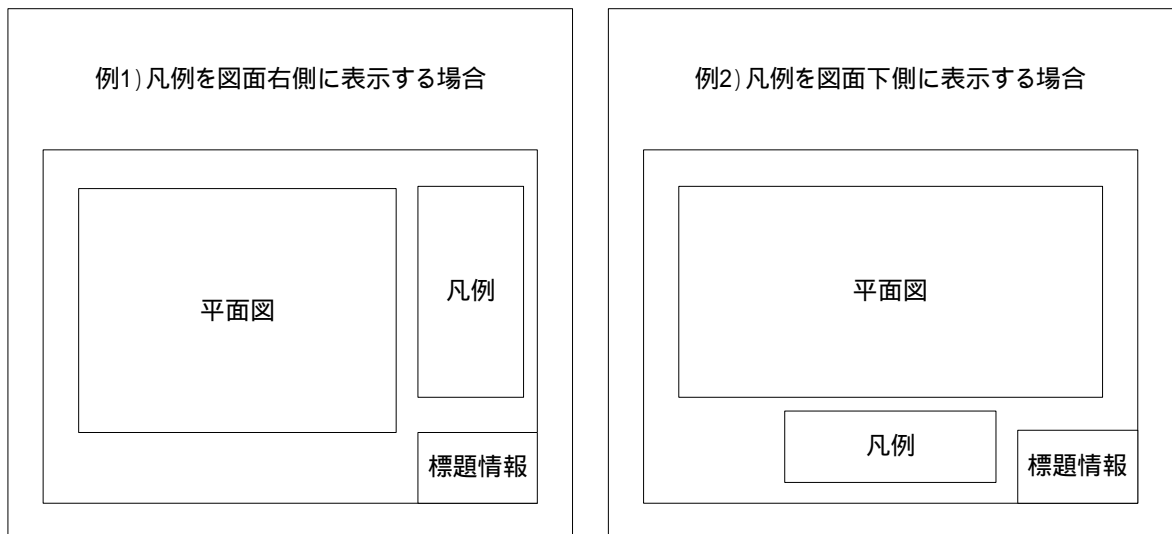 例1)凡例を図面右側に表示する場合
平面図
凡例
標題情報
例2)凡例を図面下側に表示する場合
平面図
凡例
標題情報